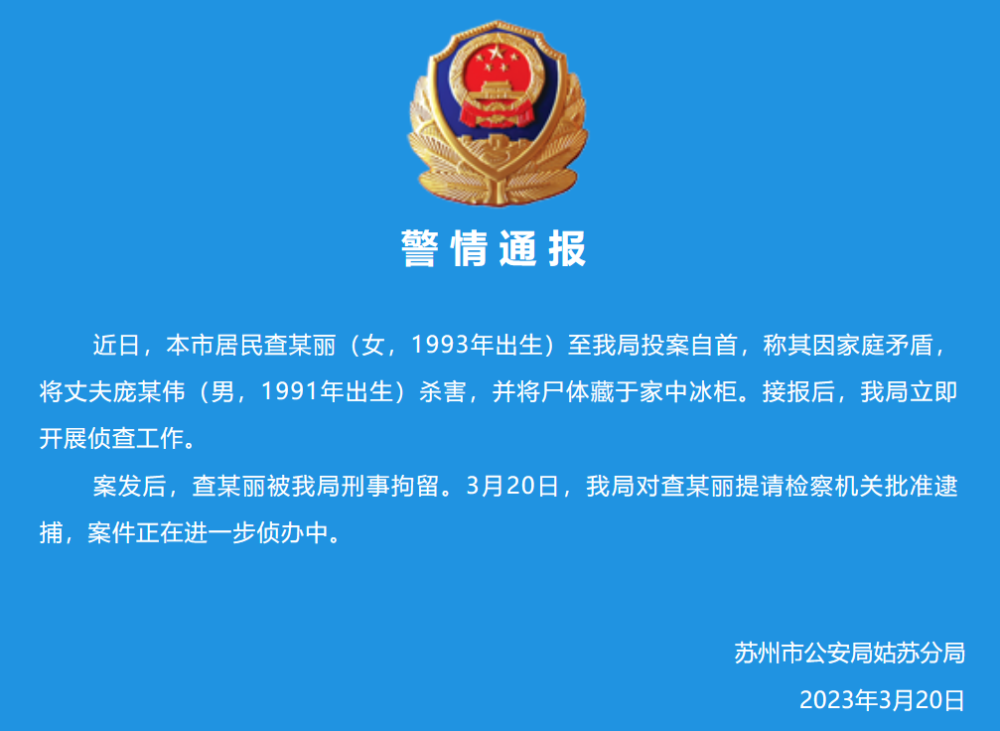 警情通报
近日，本市居民查某丽（女，1993年出生）至我局投案自首，称其因家庭矛盾，
将丈夫庞某伟（男，1991年出生）杀害，并将尸体藏于家中冰柜。接报后，我局立即
开展侦查工作。
案发后，查某丽被我局刑事拘留。3月20日，我局对查某丽提请检察机关批准逮
捕，案件正在进一步侦办中。
苏州市公安局姑苏分局
2023年3月20日